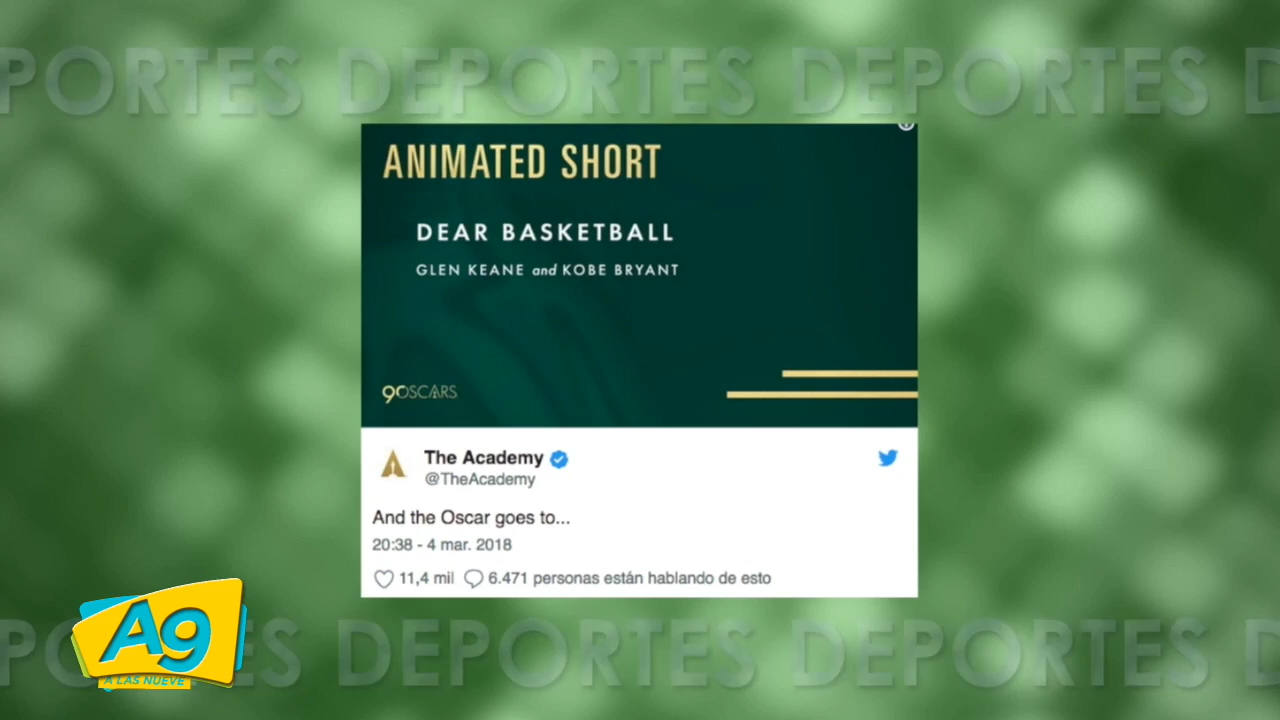 PORTES DEPORTES DEPORTES D
ANIMATED SHORT
DEAR BASKETBALL
GLEN KEANE and KOBE BRYANT
90SCARS
The Academy
@TheAcademy
And the Oscar goes to...
20:38 - 4 mar. 2018
11,4 mil 6.471 personas están hablando de esto
A9
A LAS NUEVE
ES DEPORTES DEPORTES D